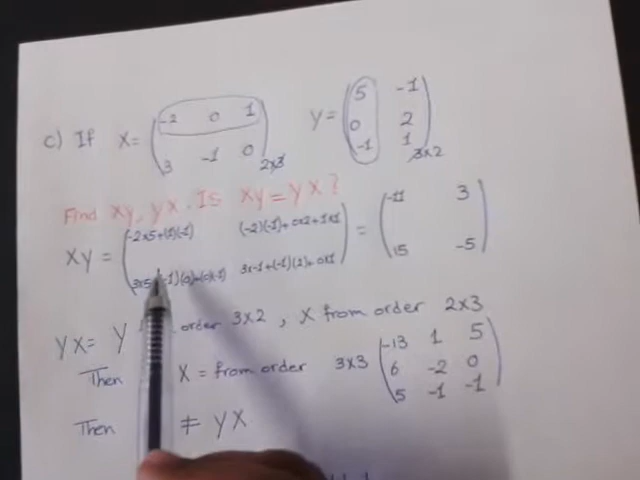 c) If X = (-2 0 1 Y = (5 -1
0 2
3 -1 0) 2x3 -1 1) 3x2
Find XY, YX. Is XY = YX?
XY = (-2x5+(1)(-1) (-2)(-1)+0x2+1x1 = (-11 3
3x5 -1)(0)+(0)(-1) 3x-1+(-1)(2)+0x1) 15 -5)
YX = Y order 3x2, X from order 2x3
Then X = from order 3x3 (-13 1 5
6 -2 0
5 -1 -1)
Then ≠ YX